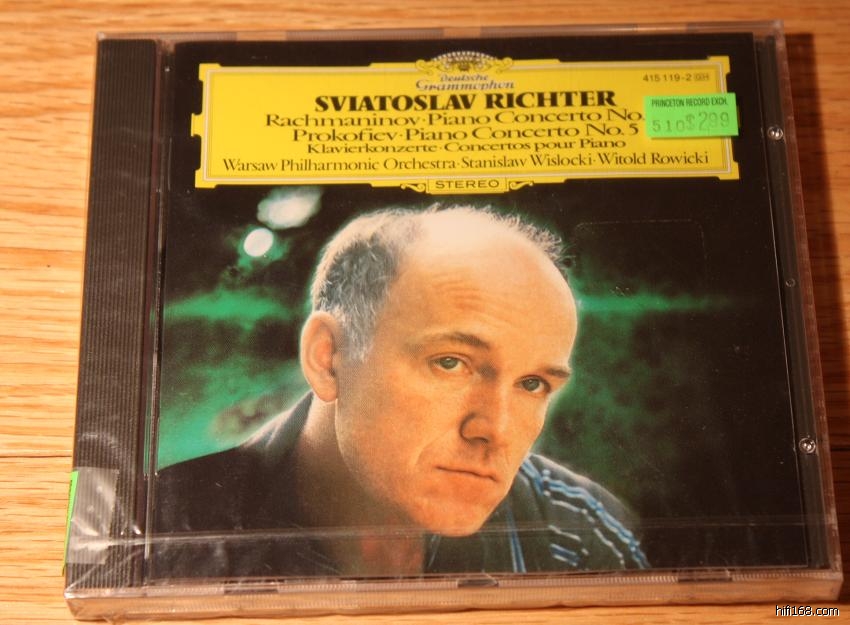 Deutsche
Grammophon
415 119-2 GH
SVIATOSLAV RICHTER
Rachmaninov · Piano Concerto No.
Prokofiev · Piano Concerto No. 5
Klavierkonzerte · Concertos pour Piano
Warsaw Philharmonic Orchestra · Stanislaw Wislocki · Witold Rowicki
STEREO
PRINCETON RECORD EXCH.
510 $2.99
hifi168.com